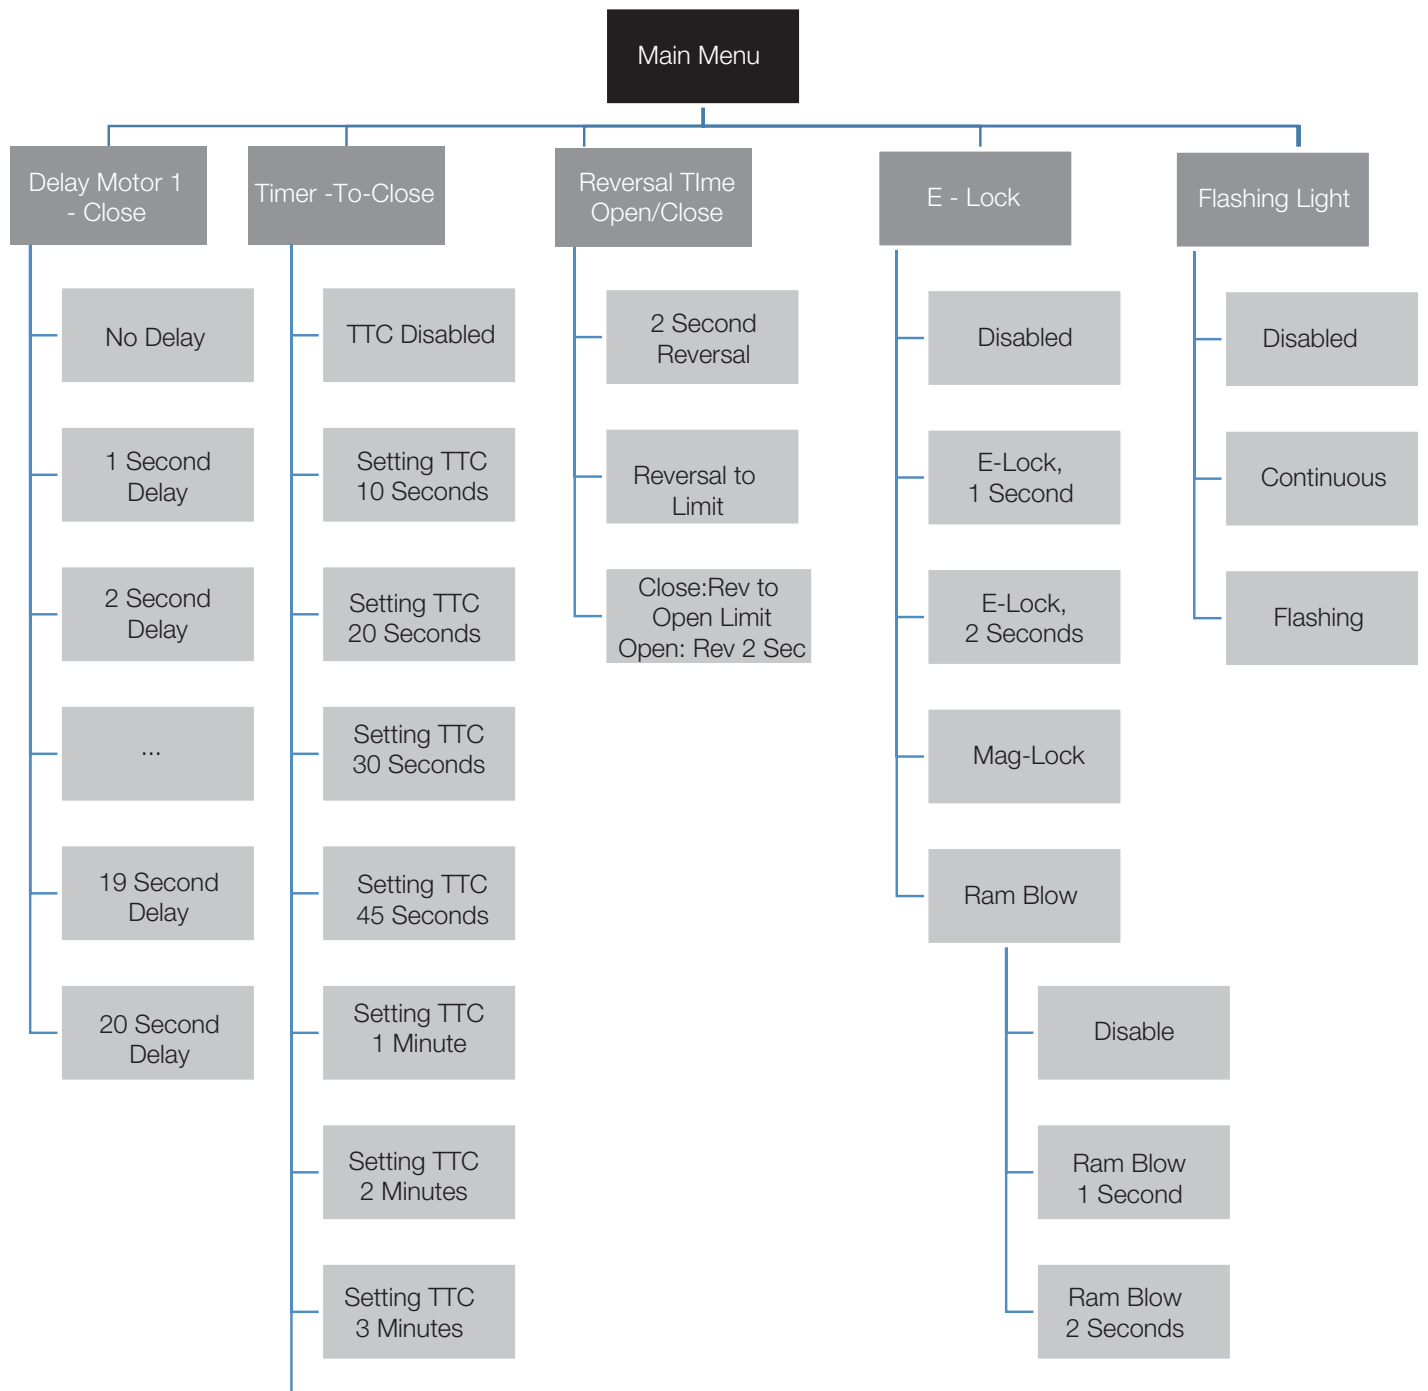 Main Menu
Delay Motor 1
- Close
Timer -To-Close
Reversal TIme
Open/Close
E - Lock
Flashing Light
No Delay
1 Second
Delay
2 Second
Delay
...
19 Second
Delay
20 Second
Delay
TTC Disabled
Setting TTC
10 Seconds
Setting TTC
20 Seconds
Setting TTC
30 Seconds
Setting TTC
45 Seconds
Setting TTC
1 Minute
Setting TTC
2 Minutes
Setting TTC
3 Minutes
2 Second
Reversal
Reversal to
Limit
Close:Rev to
Open Limit
Open: Rev 2 Sec
Disabled
E-Lock,
1 Second
E-Lock,
2 Seconds
Mag-Lock
Ram Blow
Disable
Ram Blow
1 Second
Ram Blow
2 Seconds
Disabled
Continuous
Flashing